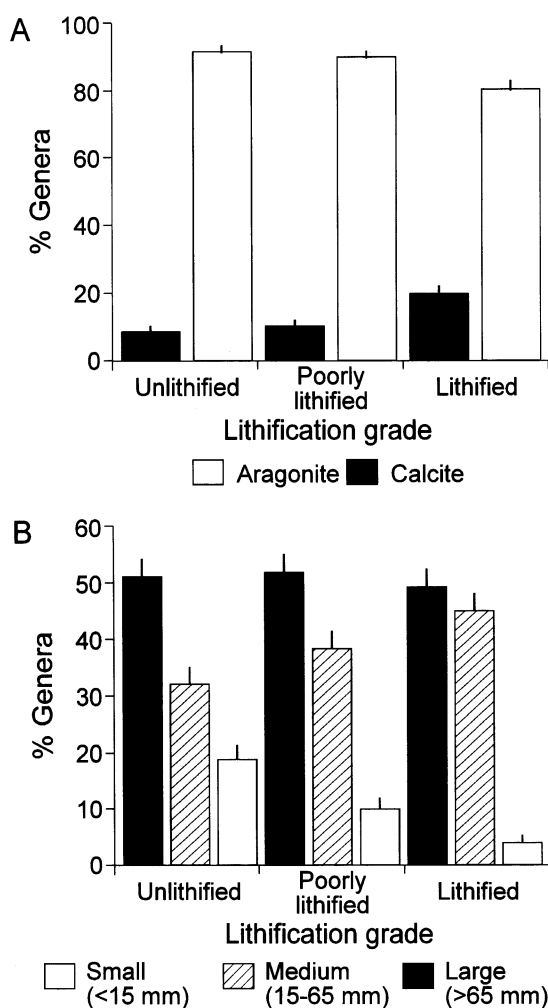 A
100
80
60
40
20
0
% Genera
Unlithified
Poorly
lithified
Lithified
Lithification grade
Aragonite
Calcite
B
60
50
40
30
20
10
0
% Genera
Unlithified
Poorly
lithified
Lithified
Lithification grade
Small
(<15 mm)
Medium
(15-65 mm)
Large
(>65 mm)